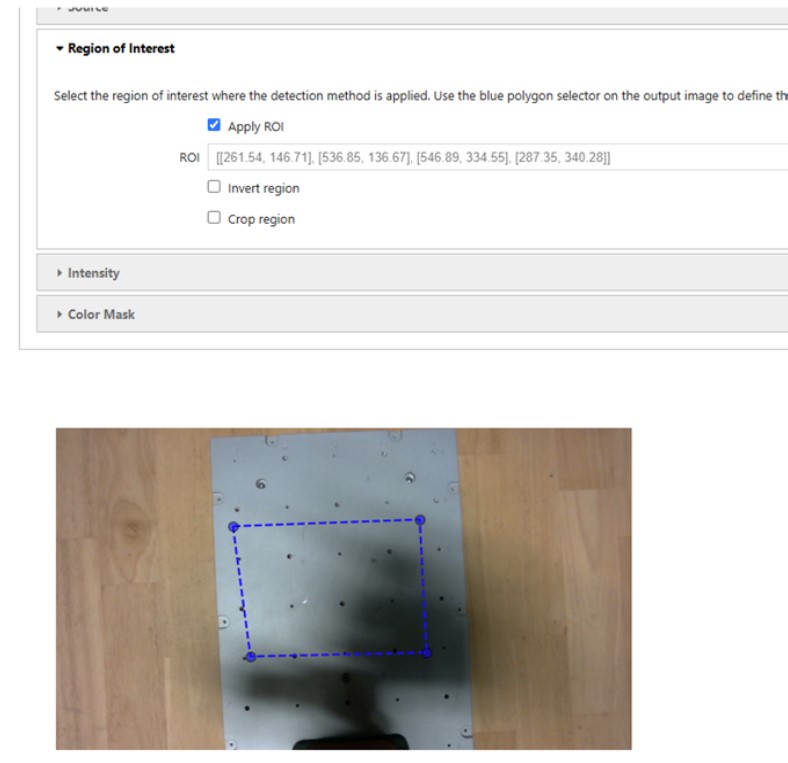 Source
Region of Interest
Select the region of interest where the detection method is applied. Use the blue polygon selector on the output image to define
Apply ROI
ROI [[261.54, 146.71], [536.85, 136.67], [546.89, 334.55], [287.35, 340.28]]
Invert region
Crop region
Intensity
Color Mask